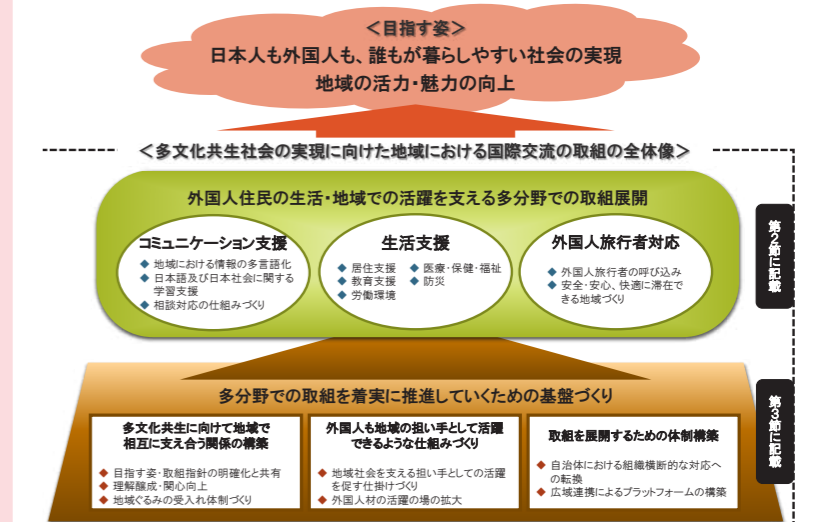 ＜目指す姿＞
日本人も外国人も、誰もが暮らしやすい社会の実現
地域の活力・魅力の向上
＜多文化共生社会の実現に向けた地域における国際交流の取組の全体像＞
外国人住民の生活・地域での活躍を支える多分野での取組展開
コミュニケーション支援
◆ 地域における情報の多言語化
◆ 日本語及び日本社会に関する
学習支援
◆ 相談対応の仕組みづくり
生活支援
◆ 居住支援 ◆ 医療・保健・福祉
◆ 教育支援 ◆ 防災
◆ 労働環境
外国人旅行者対応
◆ 外国人旅行者の呼び込み
◆ 安全・安心、快適に滞在で
きる地域づくり
第2節に記載
多分野での取組を着実に推進していくための基盤づくり
多文化共生に向けて地域で
相互に支え合う関係の構築
◆ 目指す姿・取組指針の明確化と共有
◆ 理解醸成・関心向上
◆ 地域ぐるみの受入れ体制づくり
外国人も地域の担い手として活躍
できるような仕組みづくり
◆ 地域社会を支える担い手としての活躍
を促す仕掛けづくり
◆ 外国人材の活躍の場の拡大
取組を展開するための体制構築
◆ 自治体における組織横断的な対応へ
の転換
◆ 広域連携によるプラットフォームの構築
第3節に記載